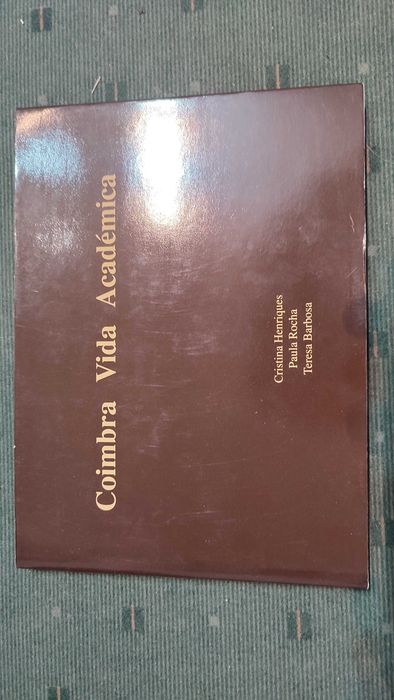 Coimbra Vida Académica
Cristina Henriques
Paula Rocha
Teresa Barbosa